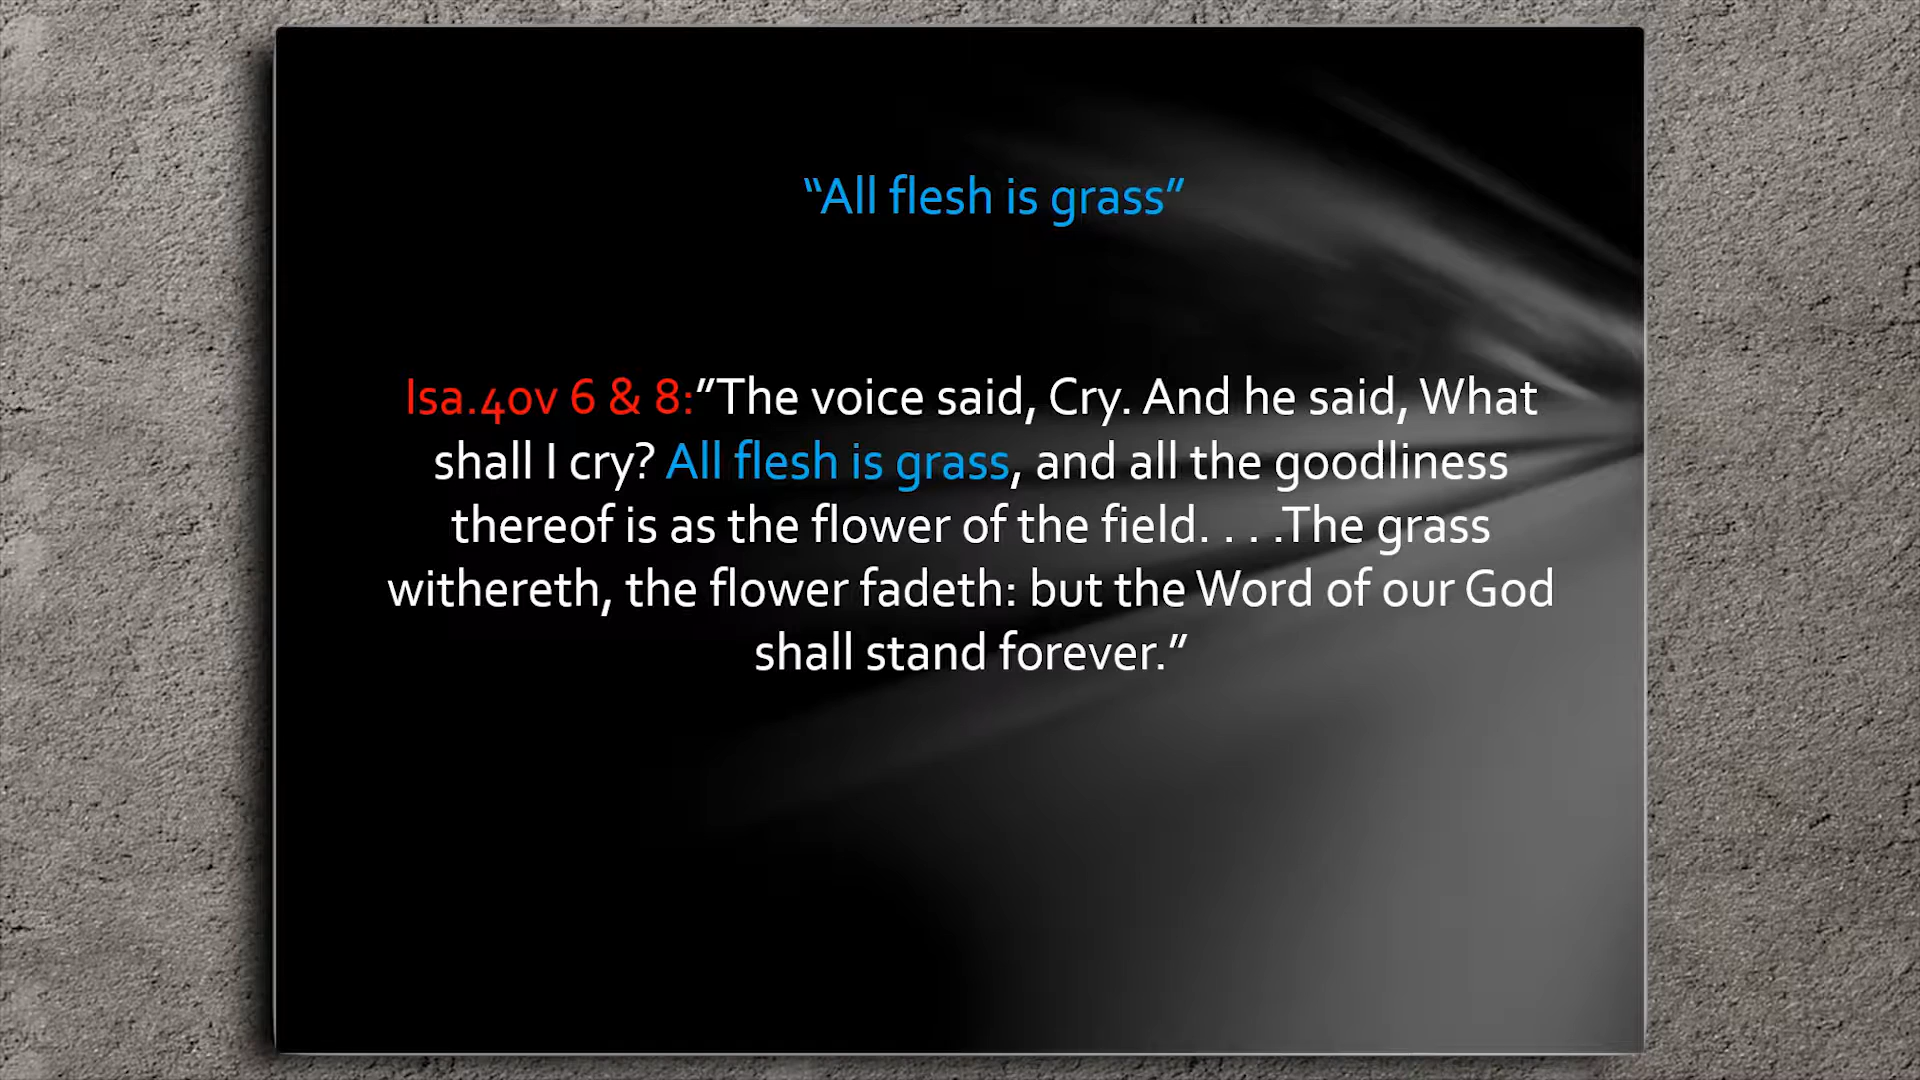 “All flesh is grass”
Isa.40v 6 & 8:”The voice said, Cry. And he said, What
shall I cry? All flesh is grass, and all the goodliness
thereof is as the flower of the field. . . .The grass
withereth, the flower fadeth: but the Word of our God
shall stand forever.”